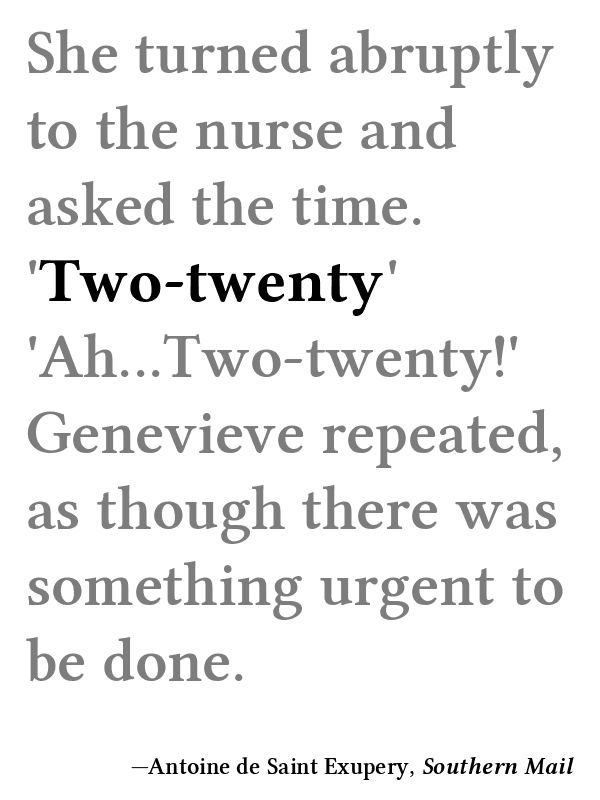 She turned abruptly
to the nurse and
asked the time.
'Two-twenty'
'Ah...Two-twenty!'
Genevieve repeated,
as though there was
something urgent to
be done.
—Antoine de Saint Exupery, Southern Mail